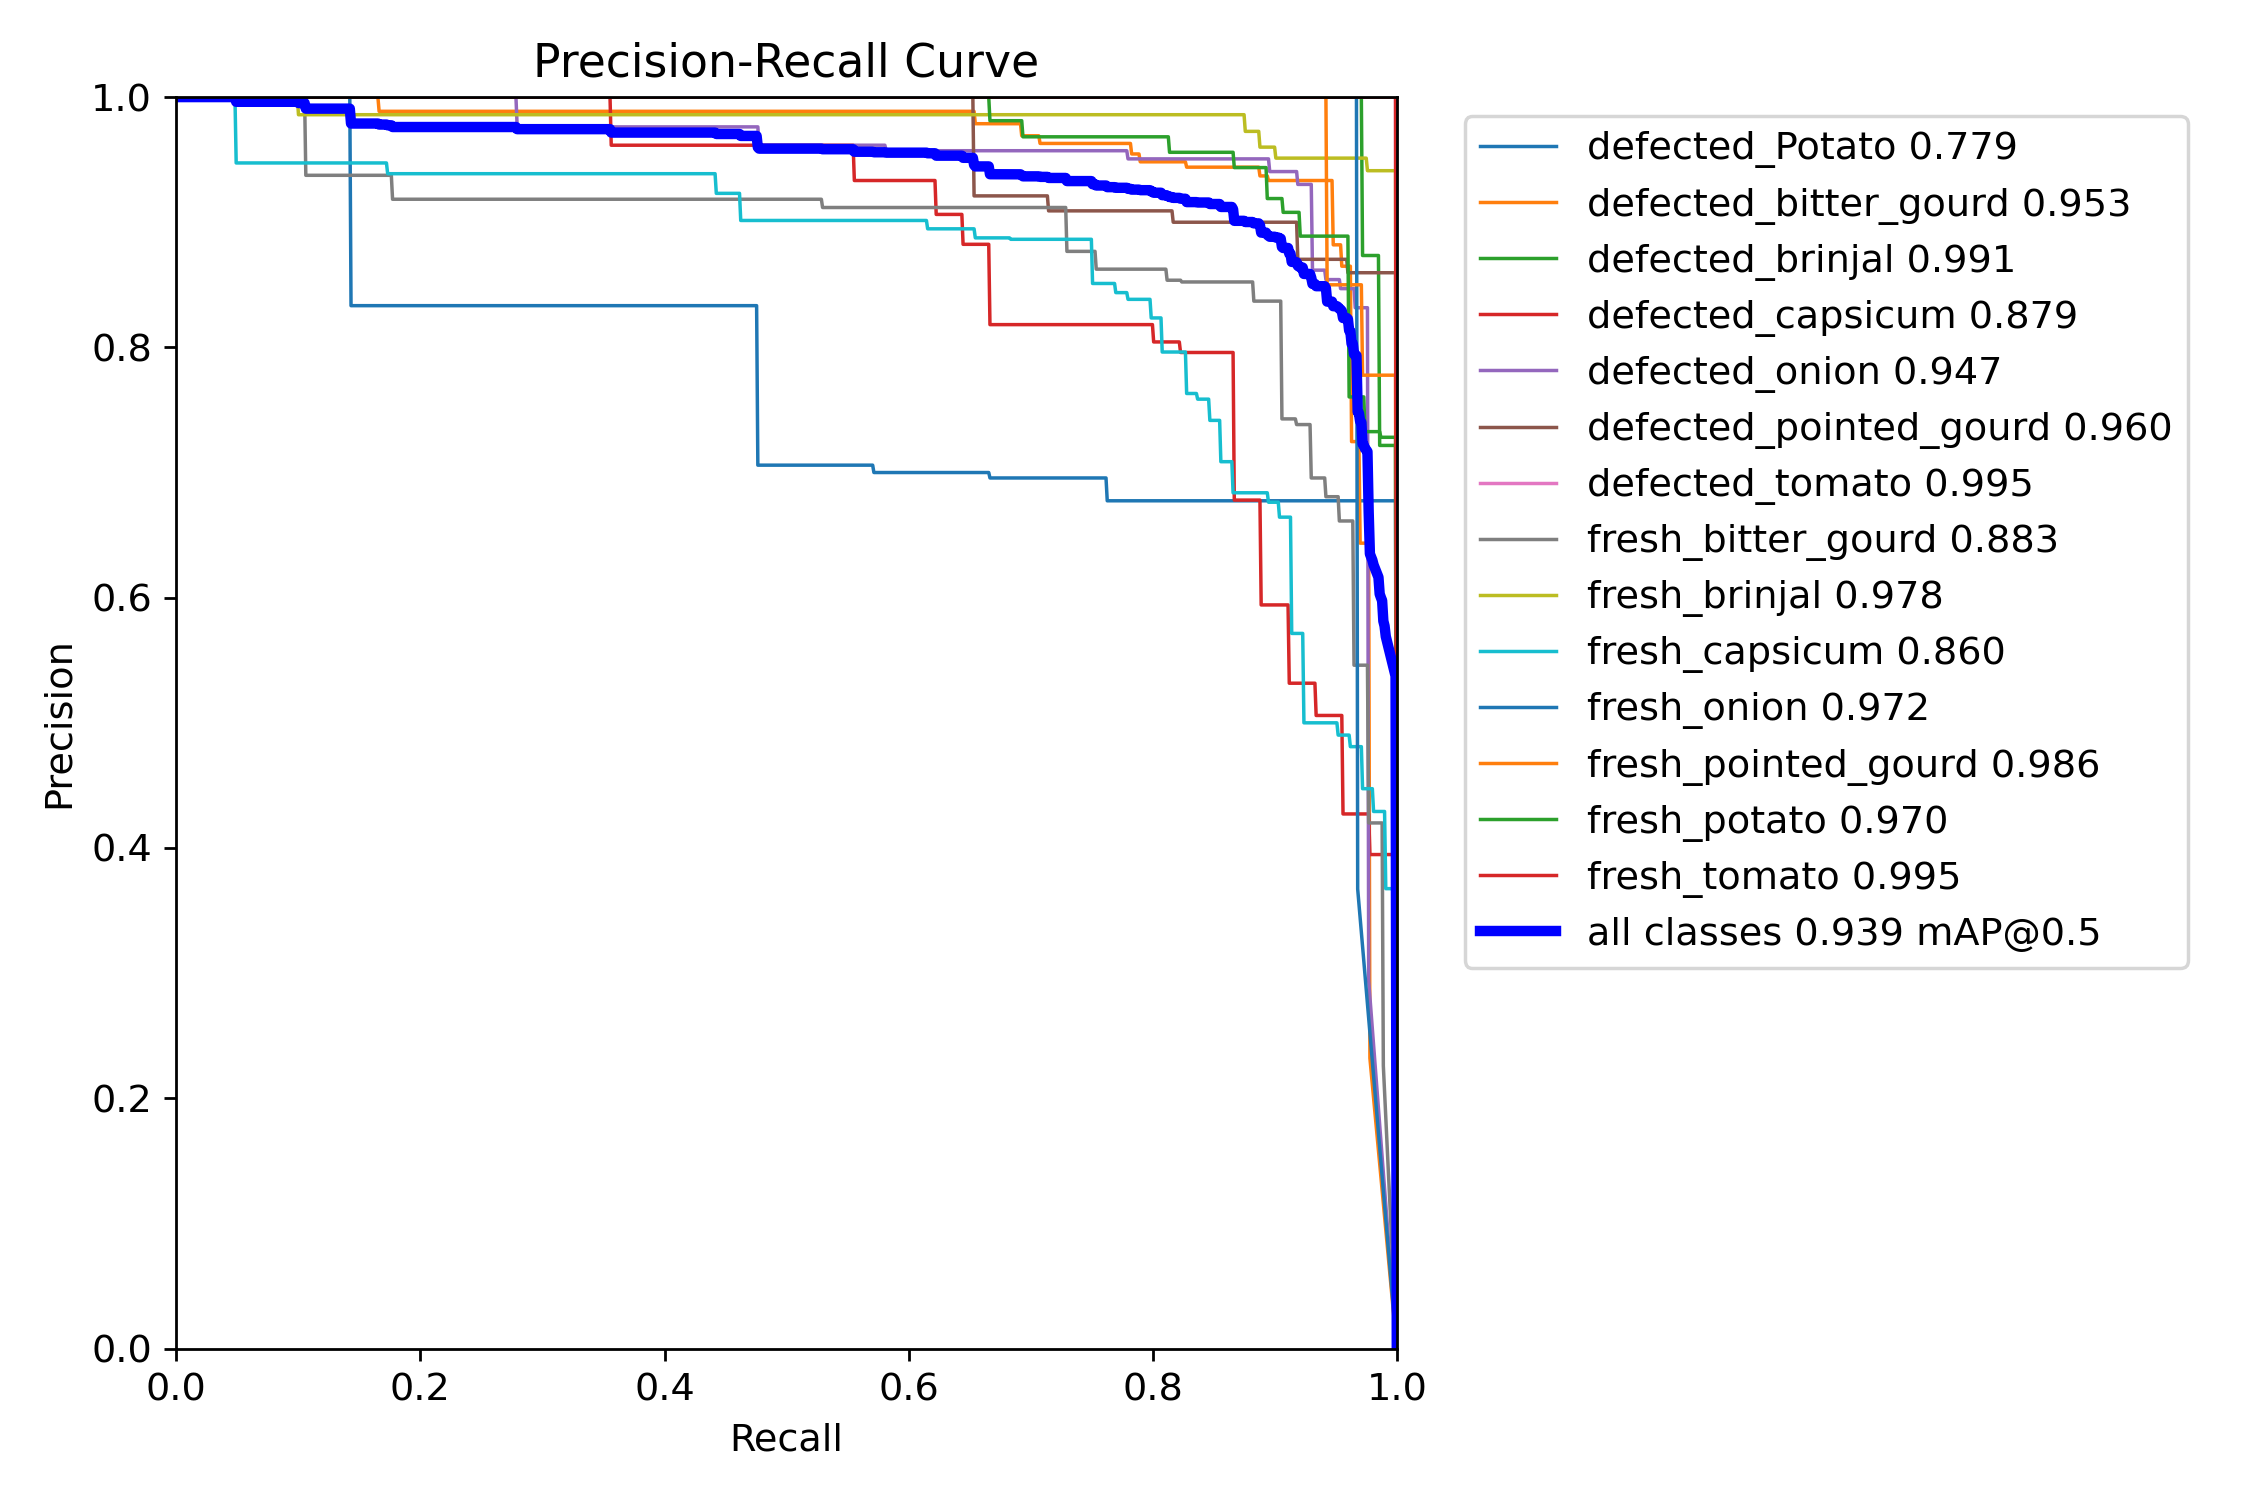 Precision-Recall Curve
1.0
0.8
0.6
0.4
0.2
0.0
Precision
0.0 0.2 0.4 0.6 0.8 1.0
Recall
defected_Potato 0.779
defected_bitter_gourd 0.953
defected_brinjal 0.991
defected_capsicum 0.879
defected_onion 0.947
defected_pointed_gourd 0.960
defected_tomato 0.995
fresh_bitter_gourd 0.883
fresh_brinjal 0.978
fresh_capsicum 0.860
fresh_onion 0.972
fresh_pointed_gourd 0.986
fresh_potato 0.970
fresh_tomato 0.995
all classes 0.939 mAP@0.5